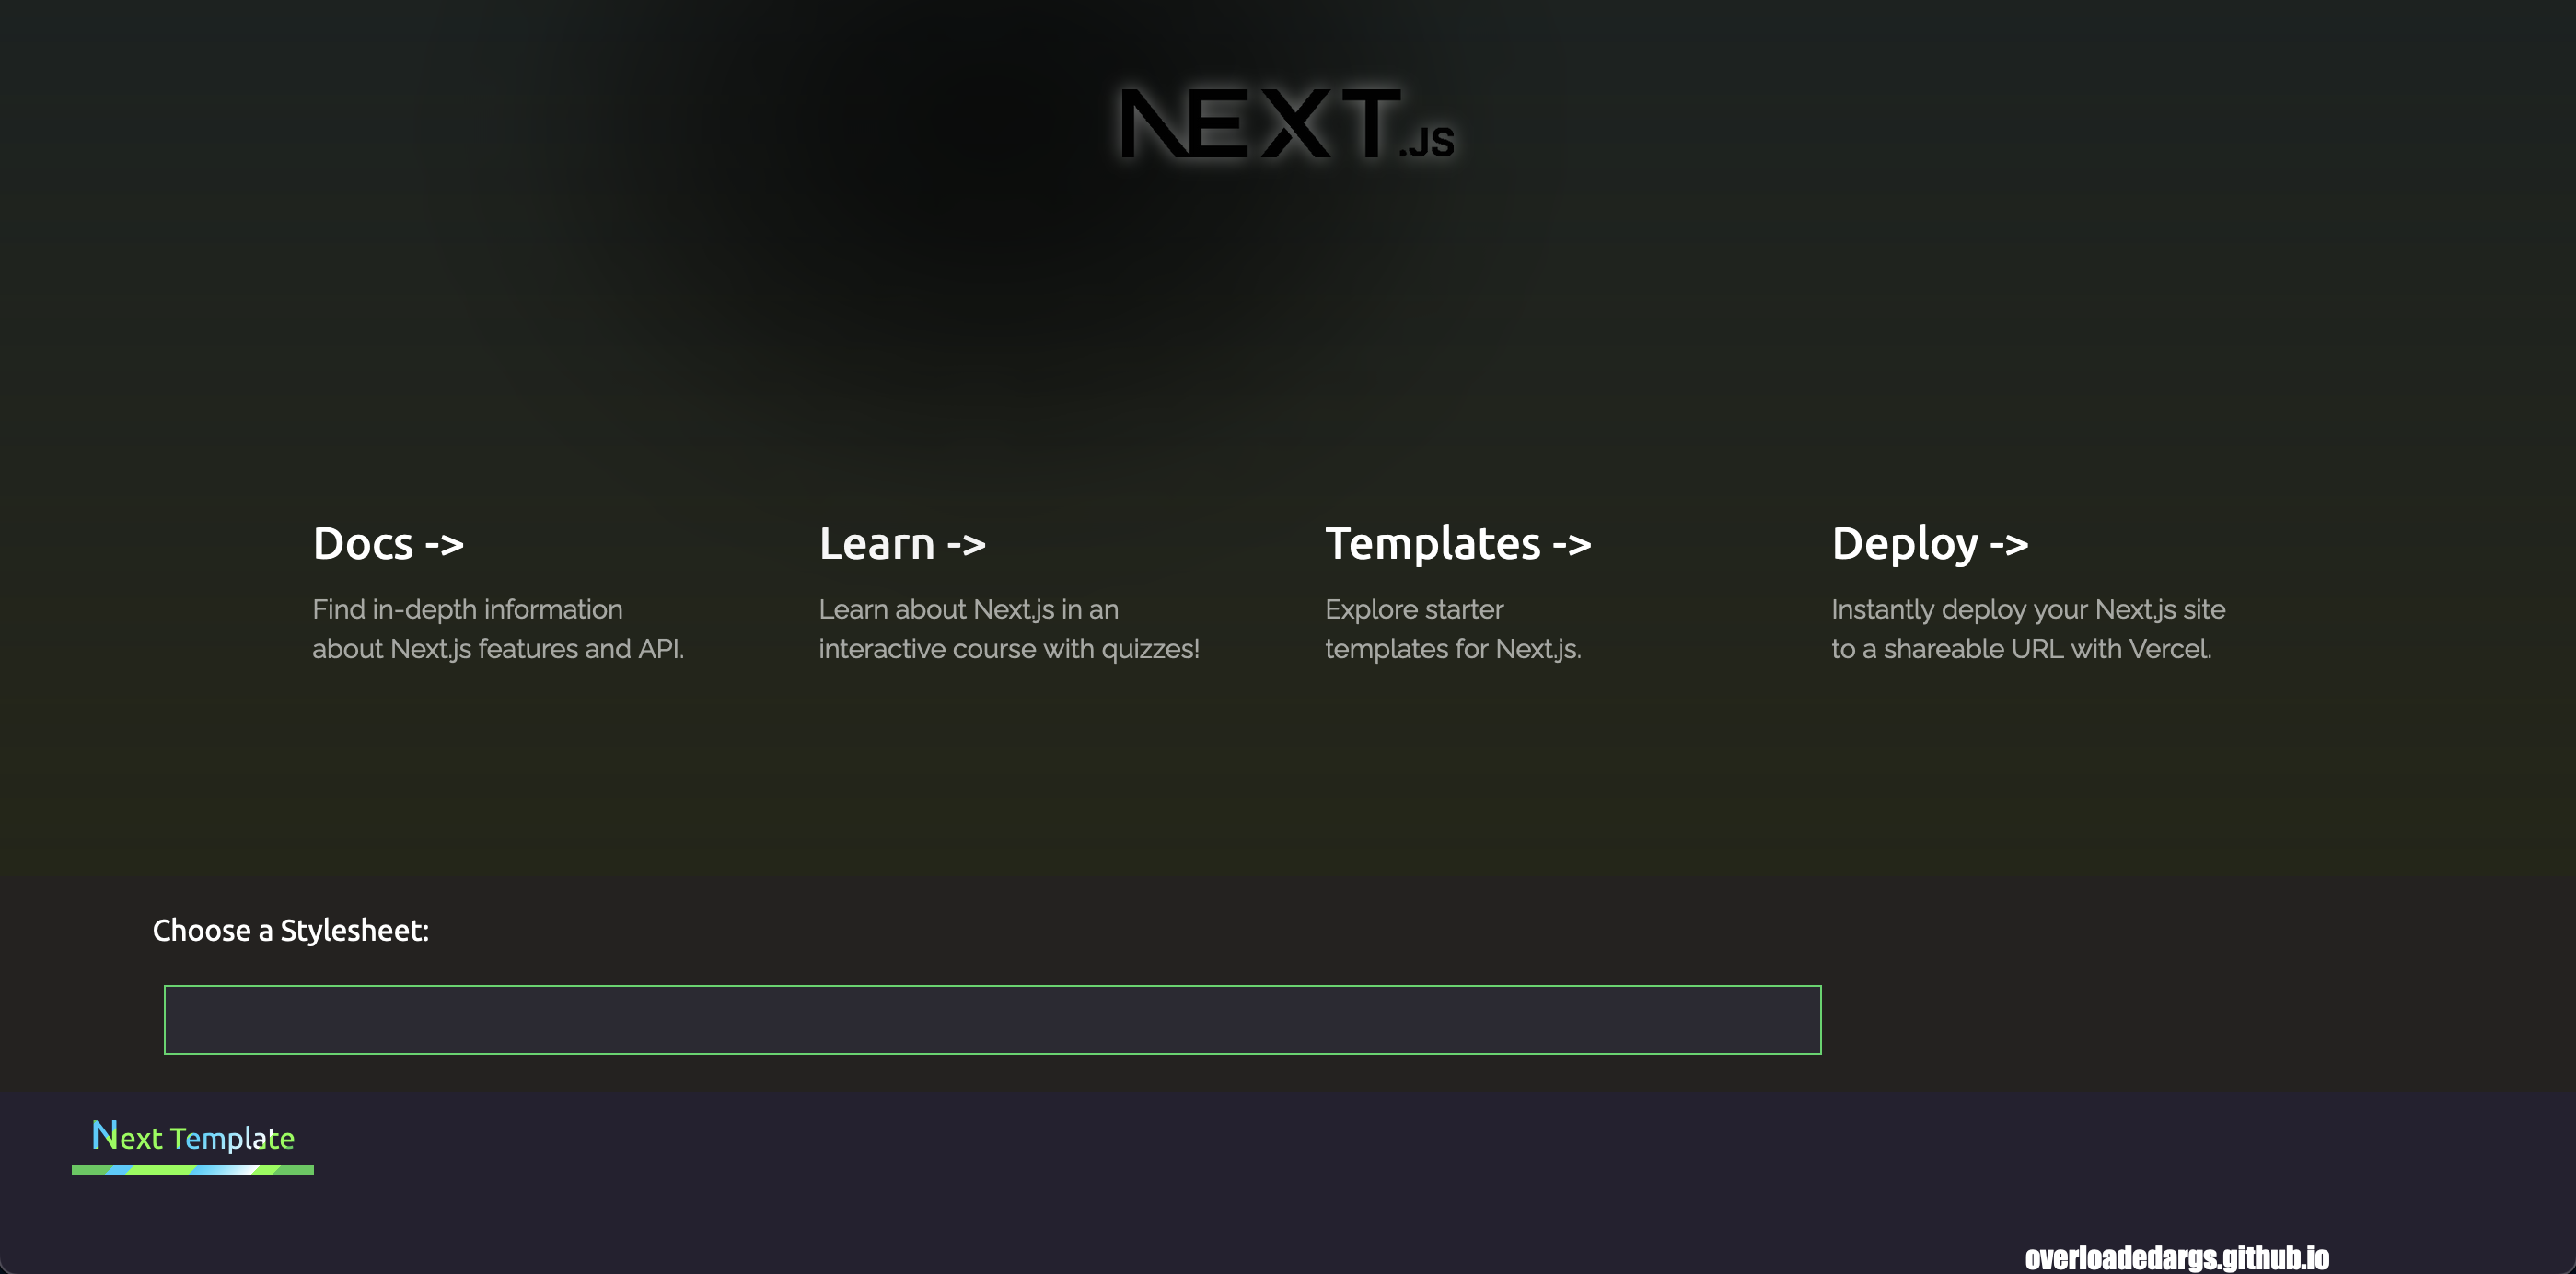 NEXT.JS
Docs ->
Find in-depth information
about Next.js features and API.
Learn ->
Learn about Next.js in an
interactive course with quizzes!
Templates ->
Explore starter
templates for Next.js.
Deploy ->
Instantly deploy your Next.js site
to a shareable URL with Vercel.
Choose a Stylesheet:
Next Template
overloadedargs.github.io